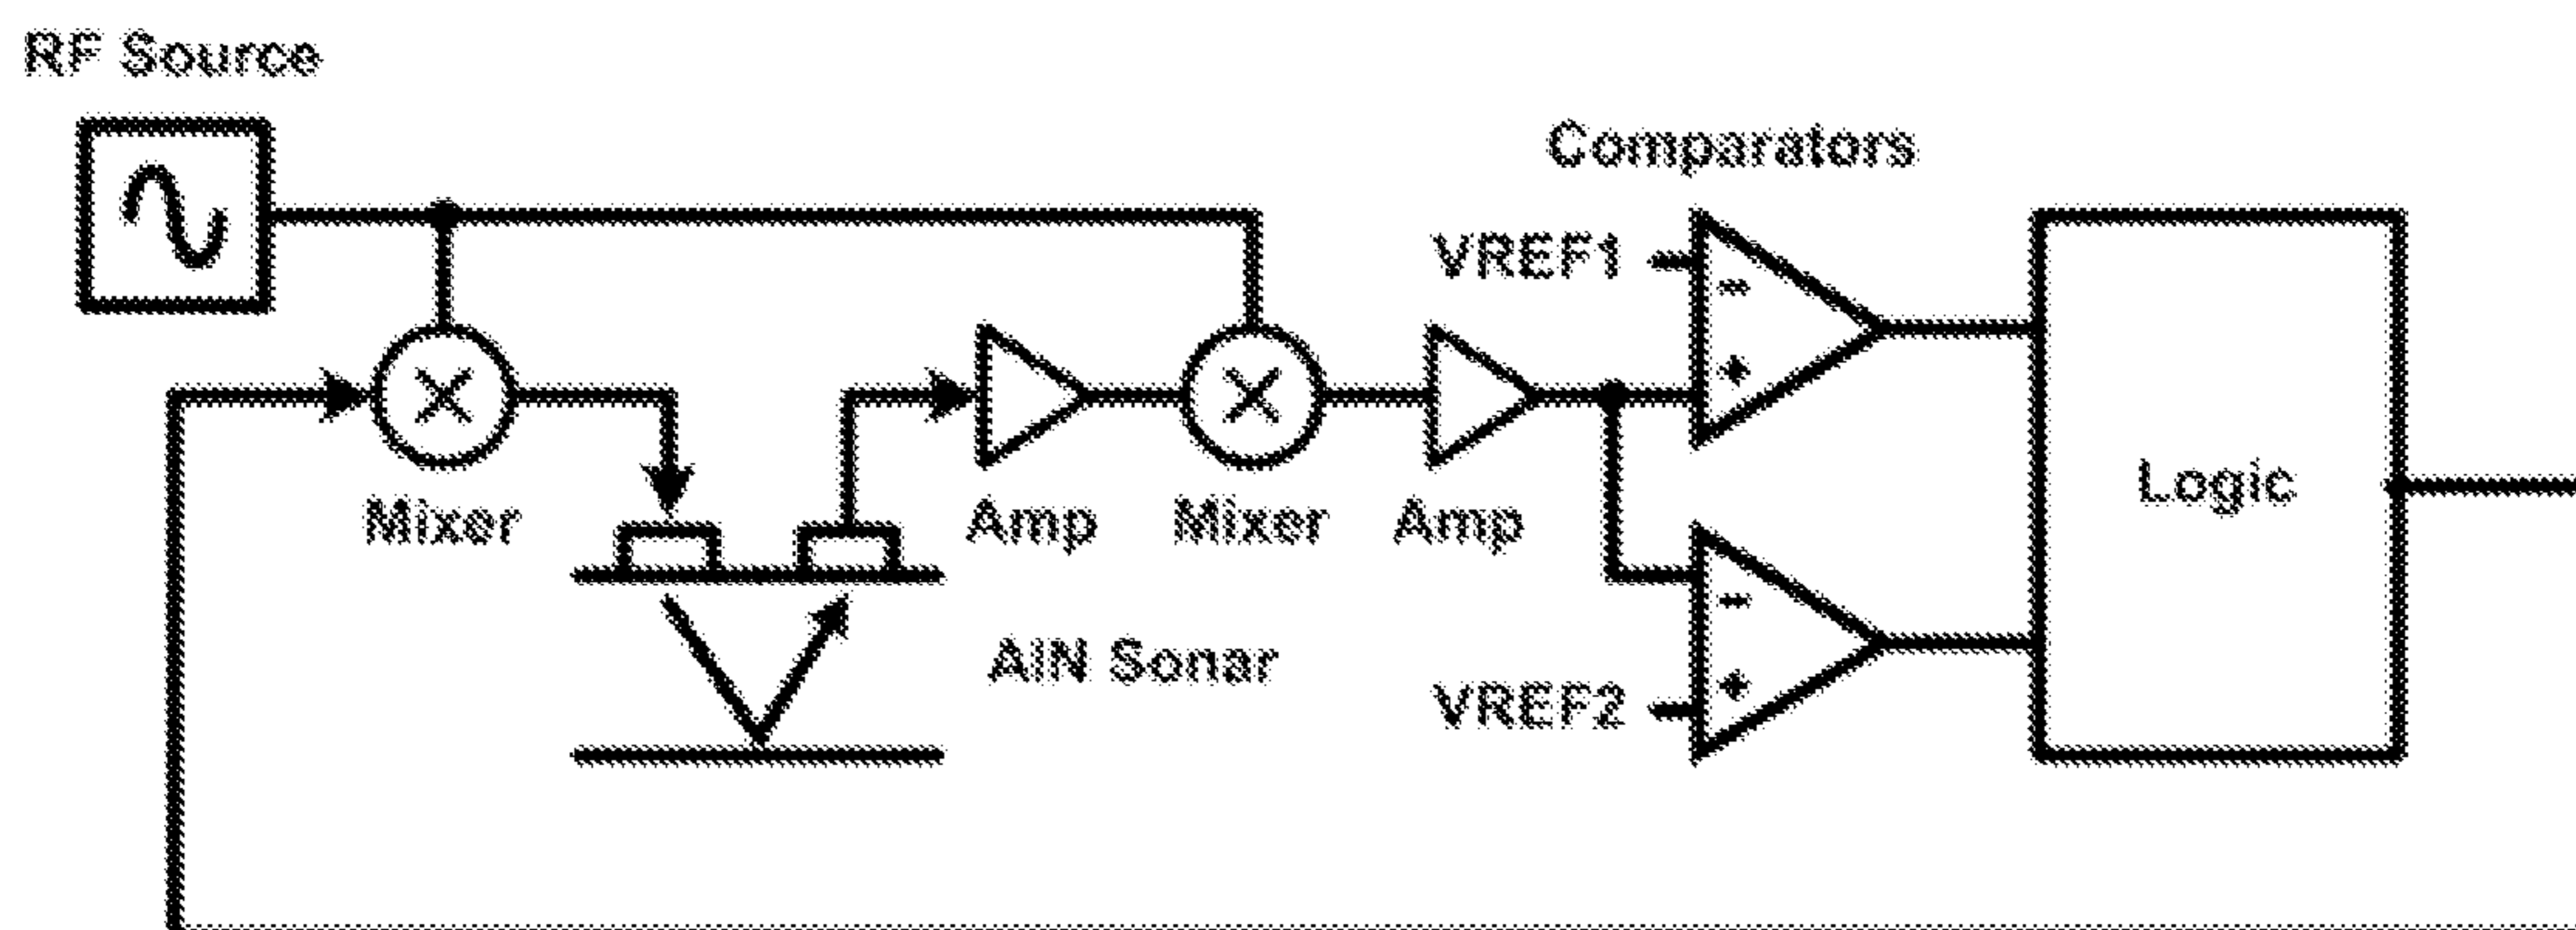 RF Source
Comparators
VREF1
-
+
Logic
Mixer
Amp
Mixer
Amp
-
AlN Sonar
+
VREF2